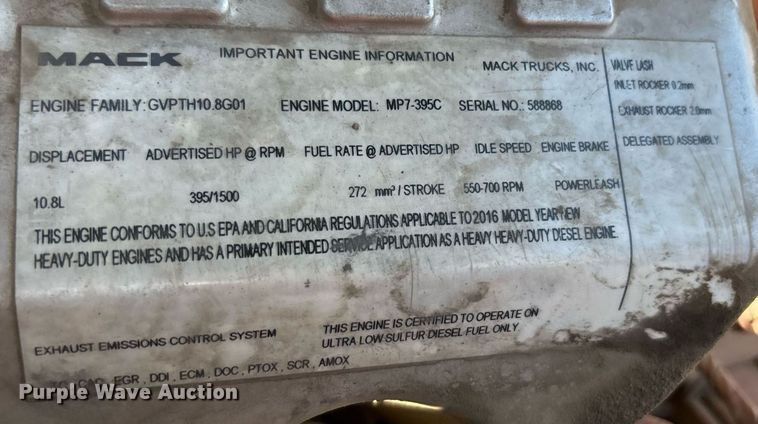 MACK IMPORTANT ENGINE INFORMATION MACK TRUCKS, INC.
ENGINE FAMILY: GVPTH10.8G01 ENGINE MODEL: MP7-395C SERIAL NO.: 588868
DISPLACEMENT ADVERTISED HP @ RPM FUEL RATE @ ADVERTISED HP IDLE SPEED ENGINE BRAKE
10.8L 395/1500 272 mm³ / STROKE 550-700 RPM POWERLEASH
THIS ENGINE CONFORMS TO U.S EPA AND CALIFORNIA REGULATIONS APPLICABLE TO 2016 MODEL YEAR NEW
HEAVY-DUTY ENGINES AND HAS A PRIMARY INTENDED SERVICE APPLICATION AS A HEAVY HEAVY-DUTY DIESEL ENGINE.
EXHAUST EMISSIONS CONTROL SYSTEM
THIS ENGINE IS CERTIFIED TO OPERATE ON
ULTRA LOW SULFUR DIESEL FUEL ONLY
CAC, EGR, DDI, ECM, DOC, PTOX, SCR, AMOX
VALVE LASH
INLET ROCKER 0.2mm
EXHAUST ROCKER 2.0mm
DELEGATED ASSEMBLY
Purple Wave Auction